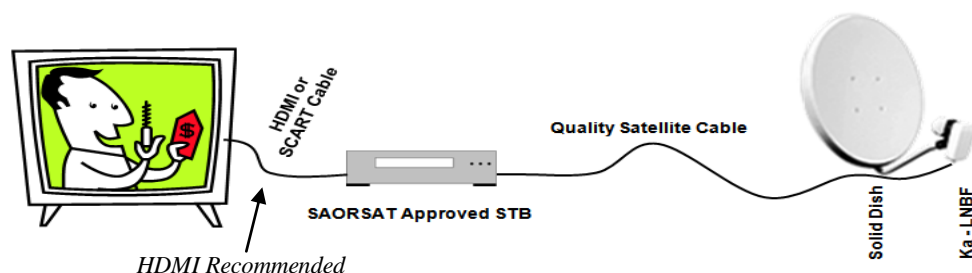 HDMI or
SCART Cable
Quality Satellite Cable
SAORSAT Approved STB
HDMI Recommended
Solid Dish
Ka - LNBF
$